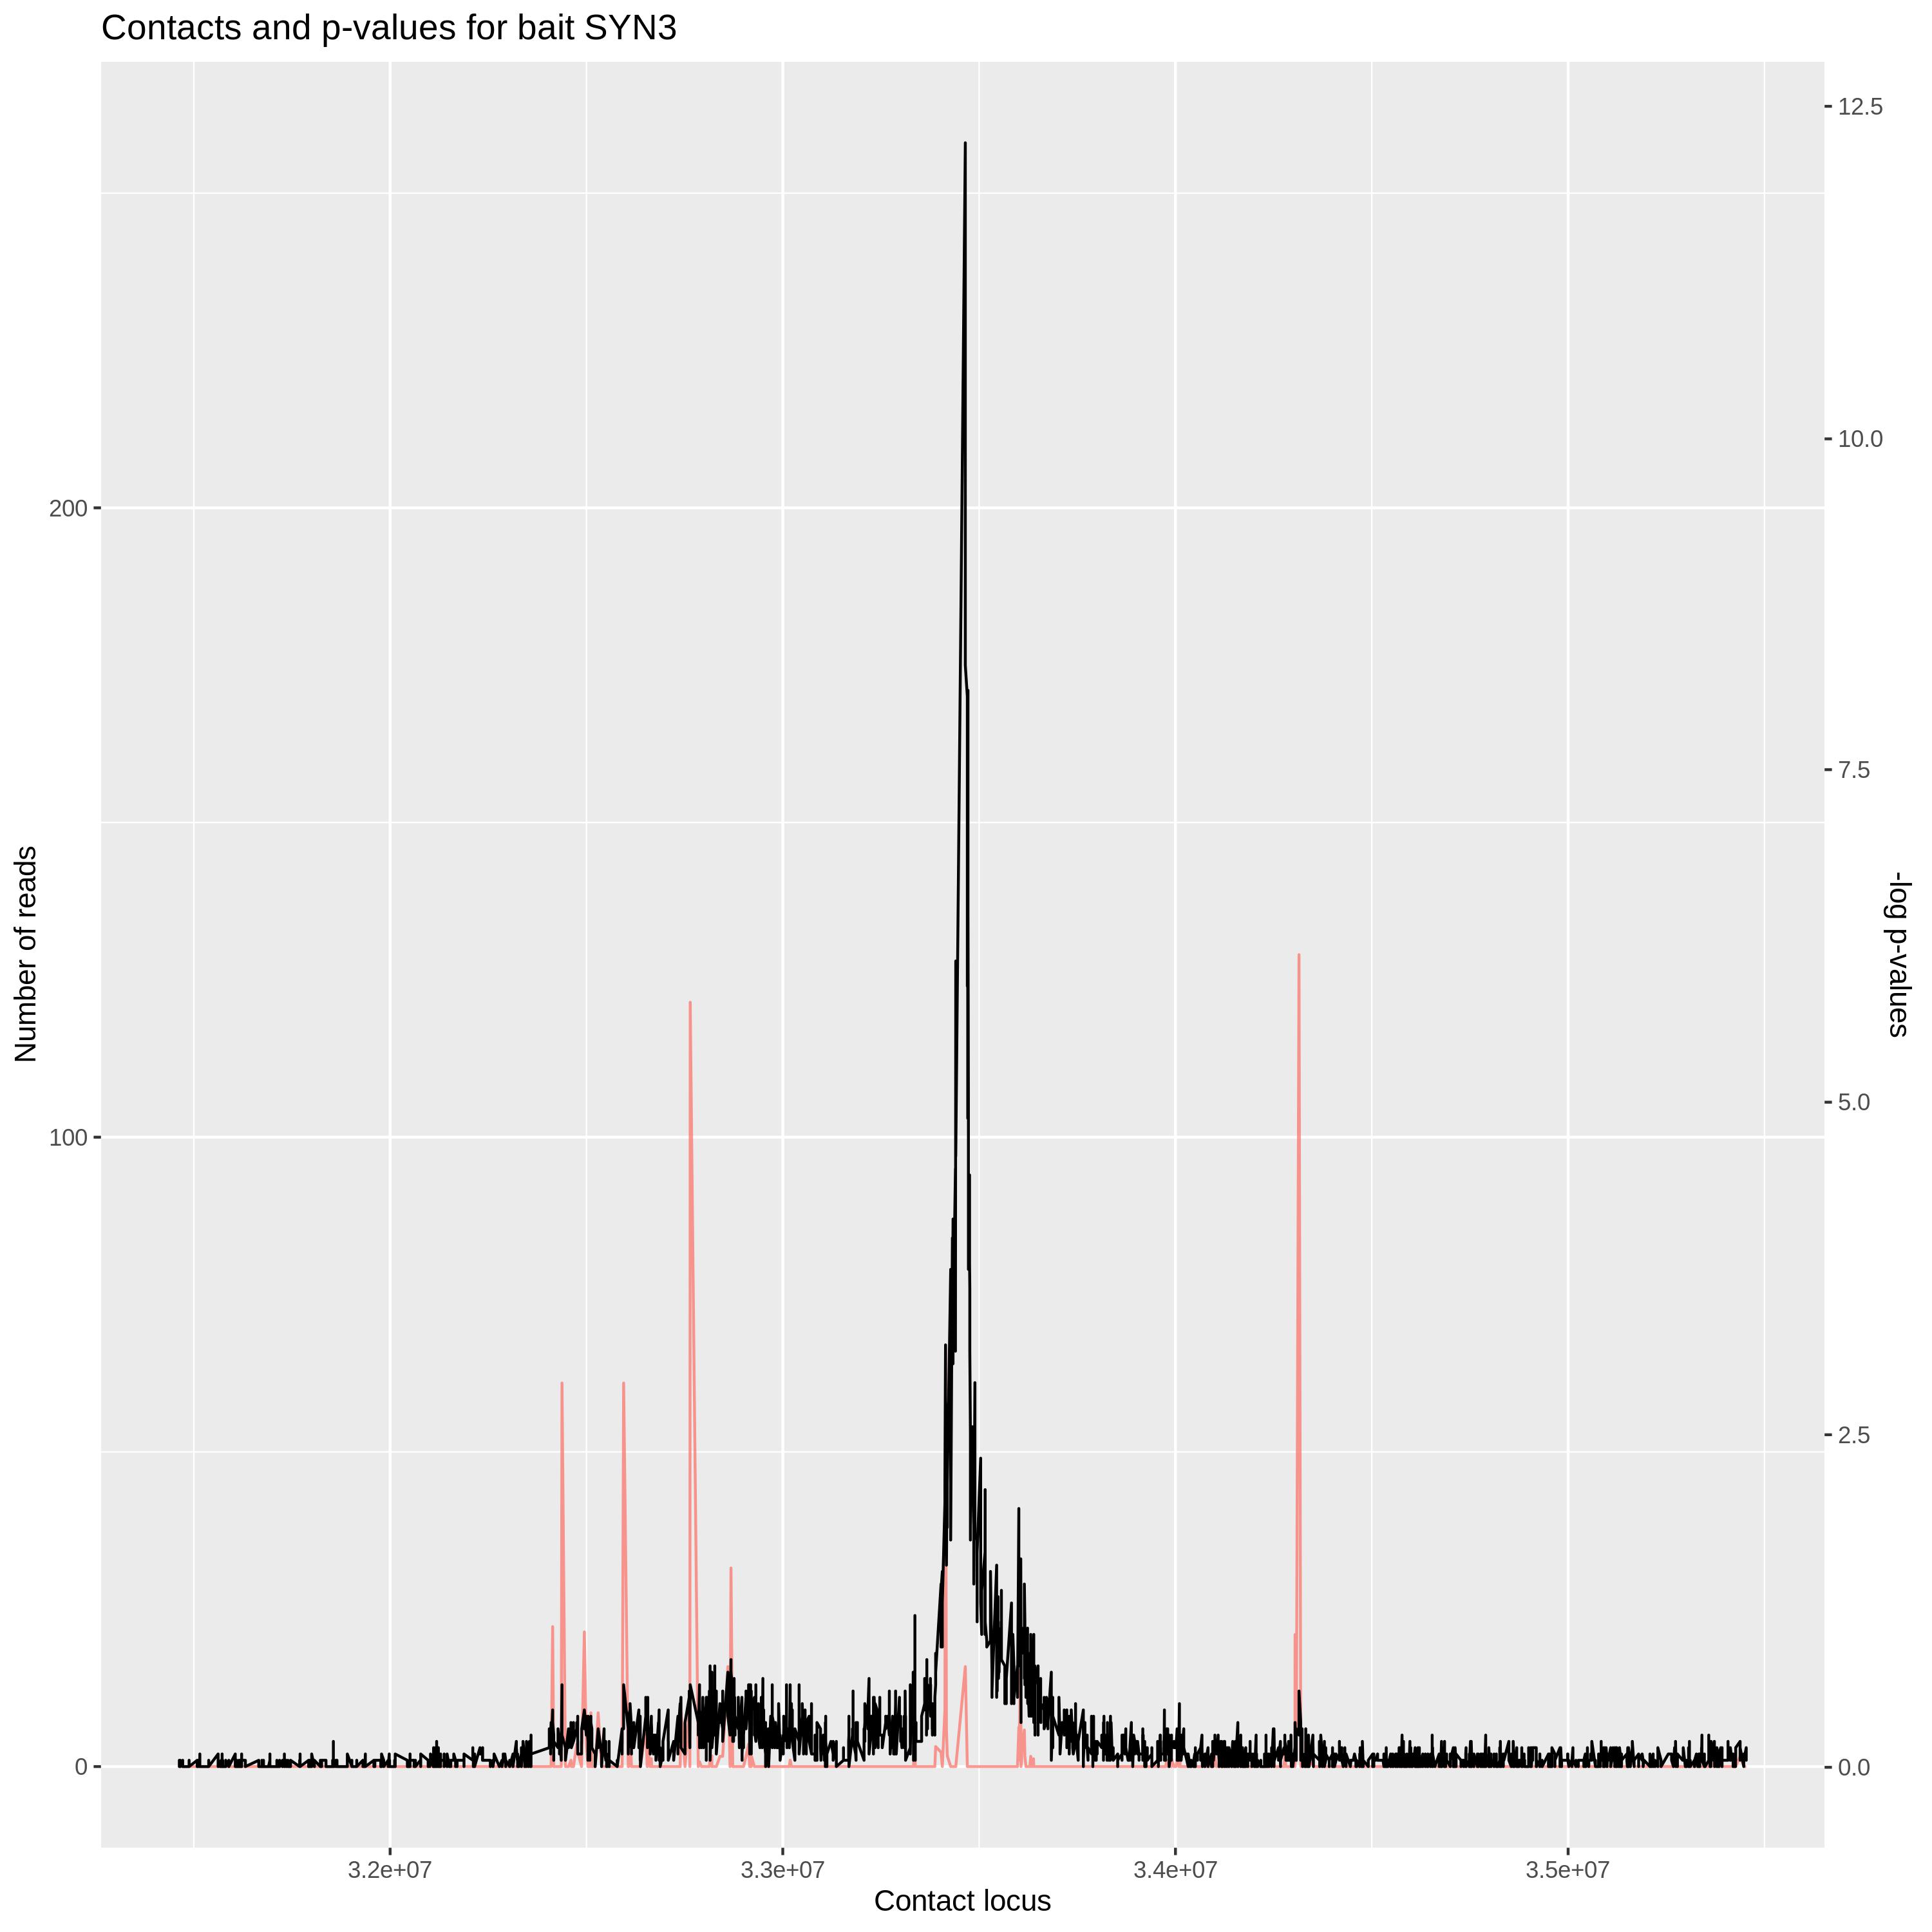 Contacts and p-values for bait SYN3
12.5
10.0
200
7.5
Number of reads
-log p-values
5.0
100
2.5
0
0.0
3.2e+07
3.3e+07
3.4e+07
3.5e+07
Contact locus